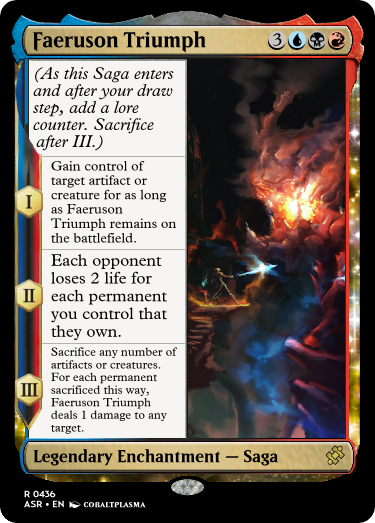 Faeruson Triumph 3
(As this Saga enters
and after your draw
step, add a lore
counter. Sacrifice
after III.)
I
Gain control of
target artifact or
creature for as long
as Faeruson
Triumph remains on
the battlefield.
II
Each opponent
loses 2 life for
each permanent
you control that
they own.
III
Sacrifice any number of
artifacts or creatures.
For each permanent
sacrificed this way,
Faeruson Triumph
deals 1 damage to any
target.
Legendary Enchantment — Saga
R 0436
ASR • EN COBALTPLASMA